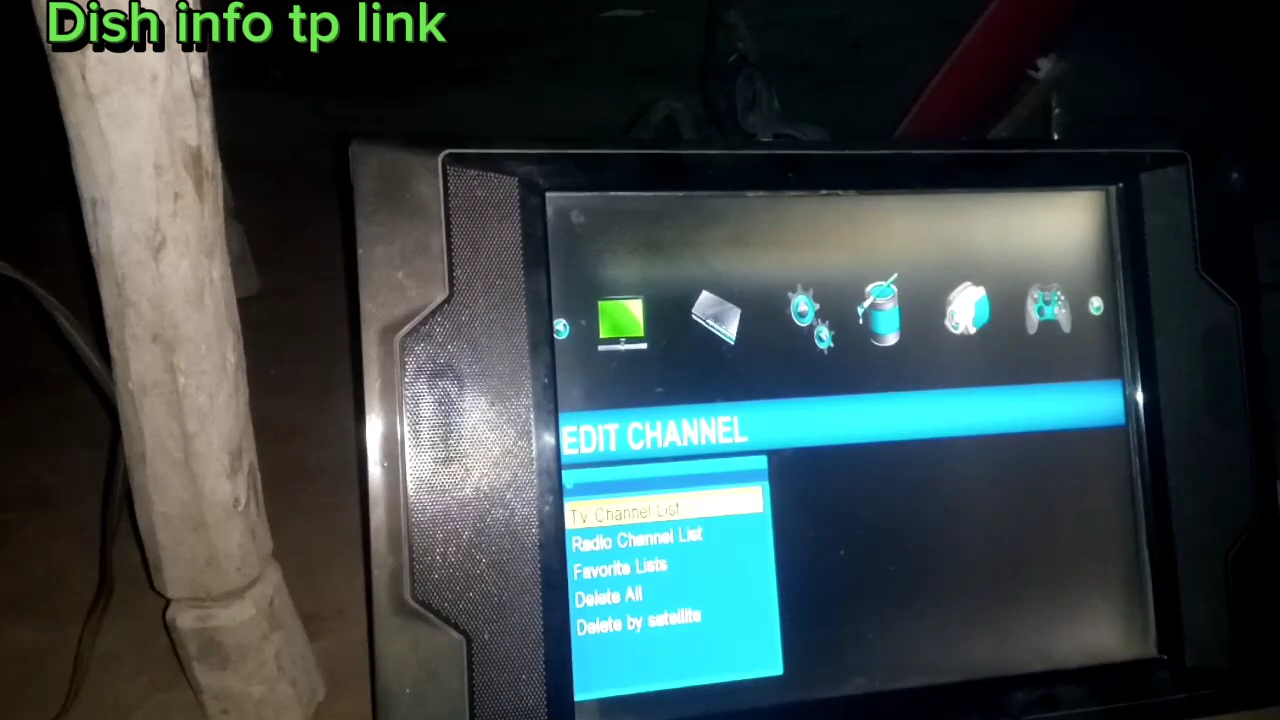 Dish info tp link
EDIT CHANNEL
Tv Channel List
Radio Channel List
Favorite Lists
Delete All
Delete by satellite